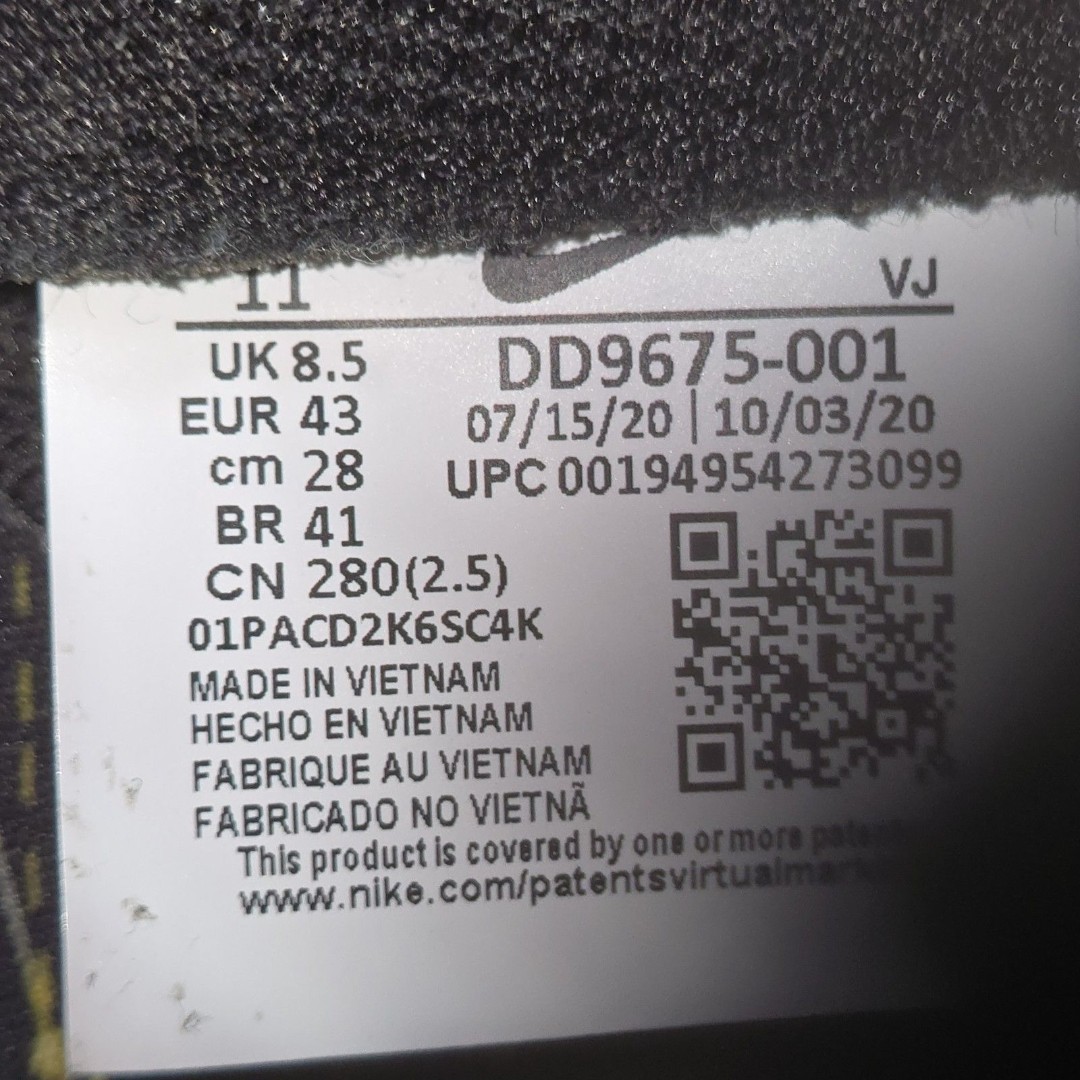 11 VJ
UK 8.5 DD9675-001
EUR 43 07/15/20 | 10/03/20
cm 28 UPC 00194954273099
BR 41
CN 280(2.5)
01PACD2K6SC4K
MADE IN VIETNAM
HECHO EN VIETNAM
FABRIQUE AU VIETNAM
FABRICADO NO VIETNÃ
This product is covered by one or more
www.nike.com/patentsvirtualma